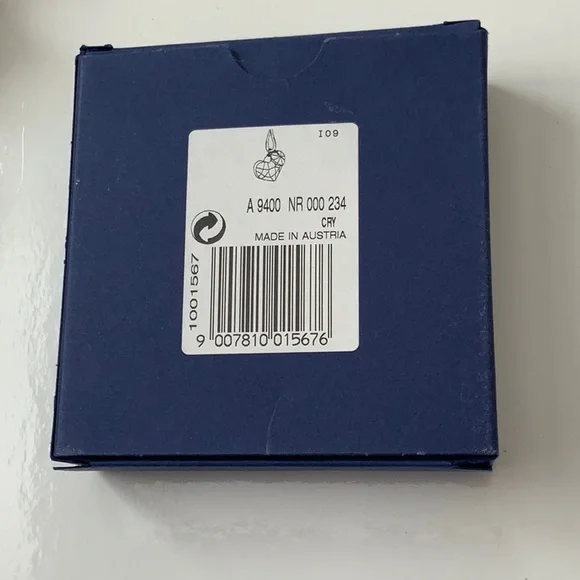 I09
A 9400 NR 000 234
CRY
MADE IN AUSTRIA
1001567
9 007810 015676